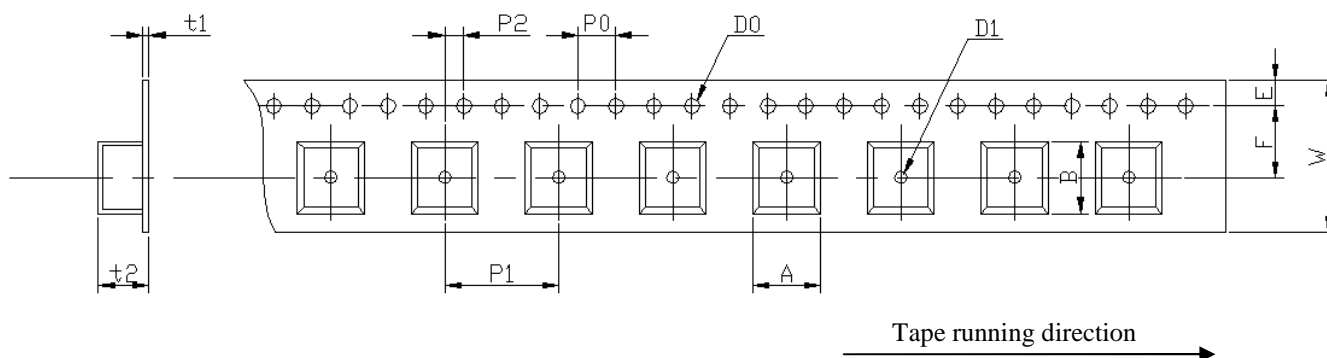 t1
P2
P0
D0
D1
E
F
W
B
t2
P1
A
Tape running direction